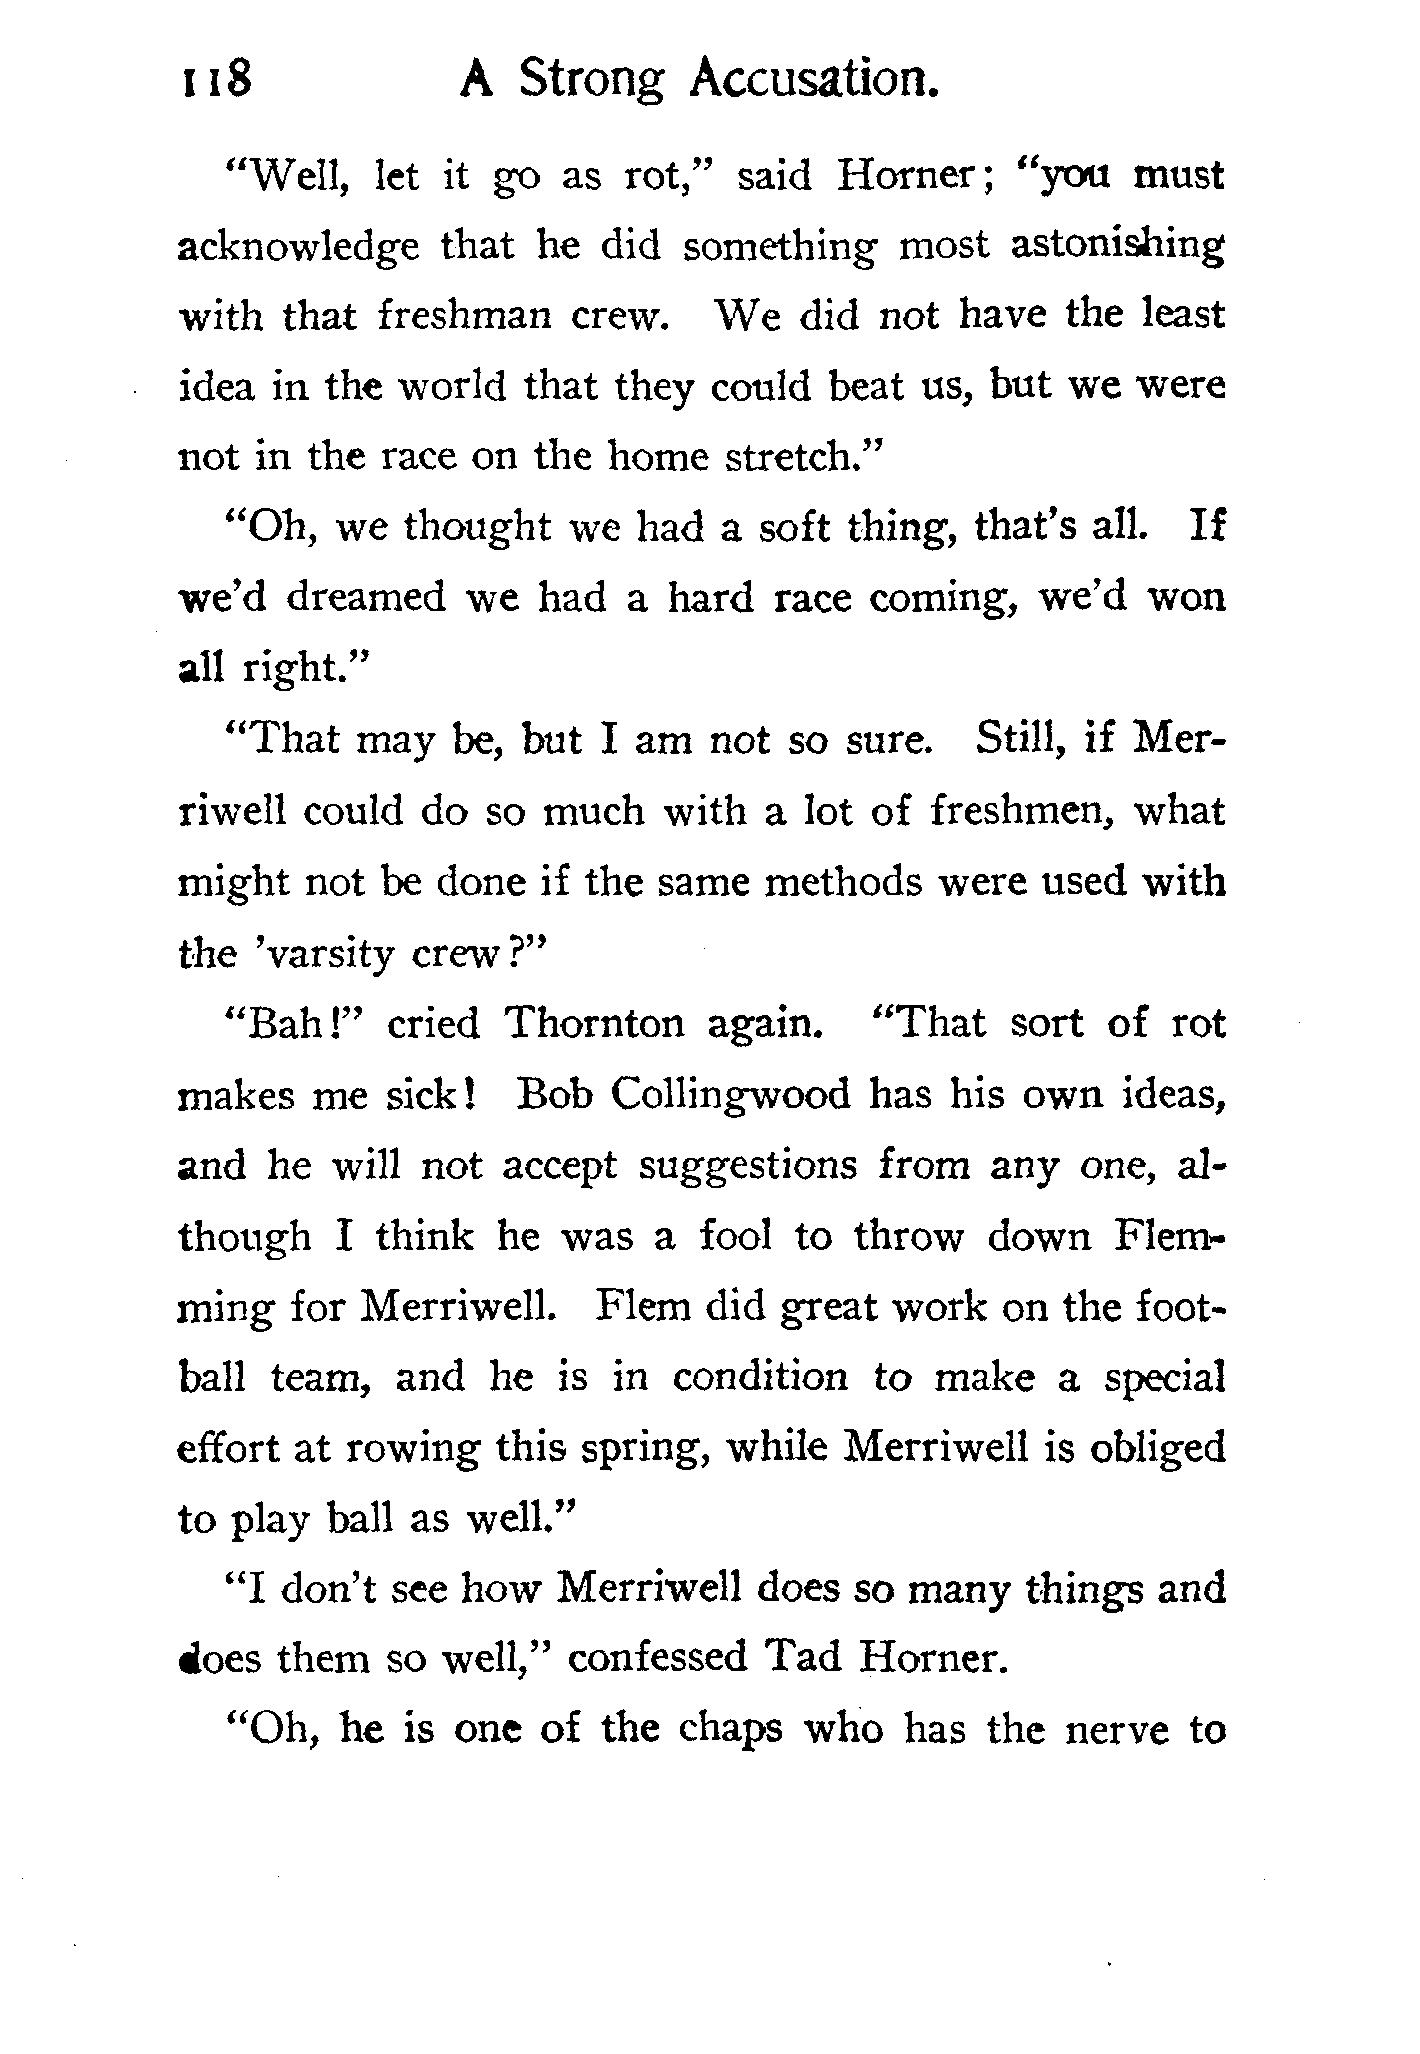 118 A Strong Accusation.
“Well, let it go as rot,” said Horner; “you must
acknowledge that he did something most astonishing
with that freshman crew. We did not have the least
idea in the world that they could beat us, but we were
not in the race on the home stretch.”
“Oh, we thought we had a soft thing, that’s all. If
we’d dreamed we had a hard race coming, we’d won
all right.”
“That may be, but I am not so sure. Still, if Mer-
riwell could do so much with a lot of freshmen, what
might not be done if the same methods were used with
the ’varsity crew?”
“Bah!” cried Thornton again. “That sort of rot
makes me sick! Bob Collingwood has his own ideas,
and he will not accept suggestions from any one, al-
though I think he was a fool to throw down Flem-
ming for Merriwell. Flem did great work on the foot-
ball team, and he is in condition to make a special
effort at rowing this spring, while Merriwell is obliged
to play ball as well.”
“I don’t see how Merriwell does so many things and
does them so well,” confessed Tad Horner.
“Oh, he is one of the chaps who has the nerve to